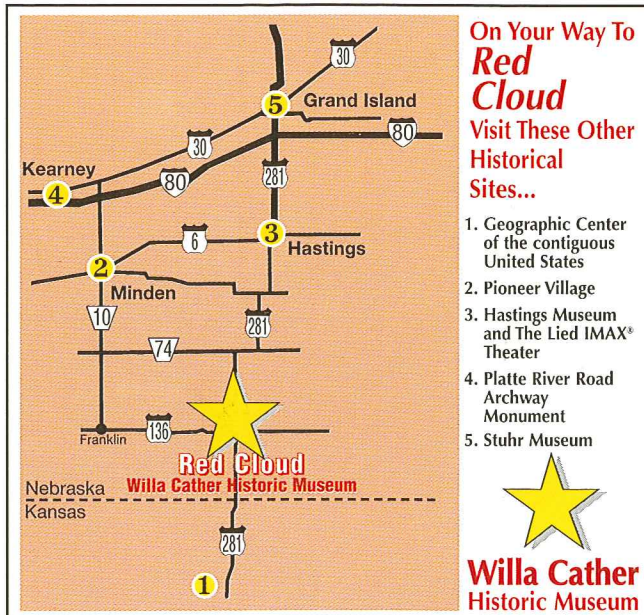 30
5
Grand Island
30
80
Kearney
80
4
281
6
3
Hastings
2
Minden
10
281
74
Franklin
136
Red Cloud
Willa Cather Historic Museum
Nebraska
Kansas
281
1
On Your Way To
Red
Cloud
Visit These Other
Historical
Sites...
1. Geographic Center
of the contiguous
United States
2. Pioneer Village
3. Hastings Museum
and The Lied IMAX®
Theater
4. Platte River Road
Archway
Monument
5. Stuhr Museum
Willa Cather
Historic Museum